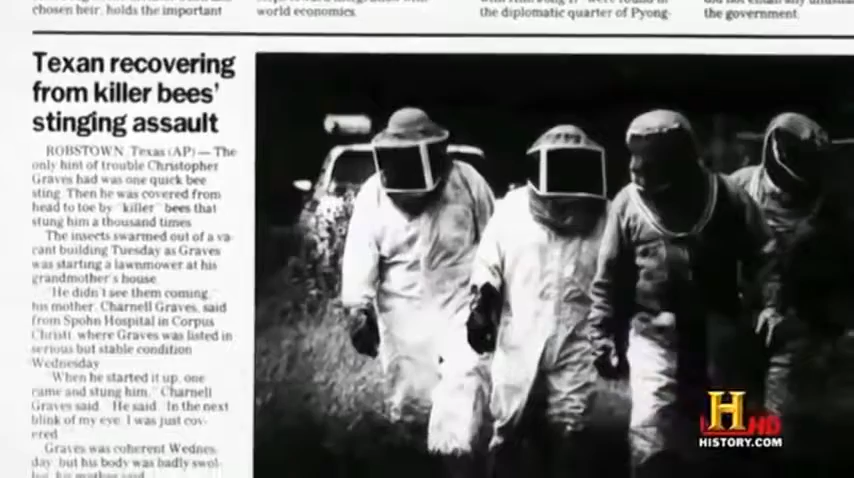 chosen heir, holds the important
world economics.
the diplomatic quarter of Pyong-
the government.
Texan recovering
from killer bees'
stinging assault
ROBSTOWN, Texas (AP) — The
only hint of trouble Christopher
Graves had was one quick bee
sting. Then he was covered from
head to toe by "killer" bees that
stung him a thousand times.
The insects swarmed out of a va-
cant building Tuesday as Graves
was starting a lawnmower at his
grandmother's house.
"He didn't see them coming,"
his mother, Charnell Graves, said
from Spohn Hospital in Corpus
Christi, where Graves was listed in
serious but stable condition
Wednesday.
"When he started it up, one
came and stung him," Charnell
Graves said. "He said, 'In the next
blink of my eye, I was just cov-
ered.'
Graves was coherent Wednes-
day, but his body was badly swol-
H HD
HISTORY.COM